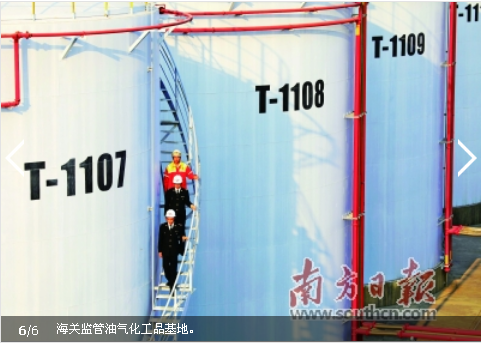 T-1107
T-1108
T-1109
T-11
南方日报
www.southcn.com
6/6 海关监管油气化工品基地。